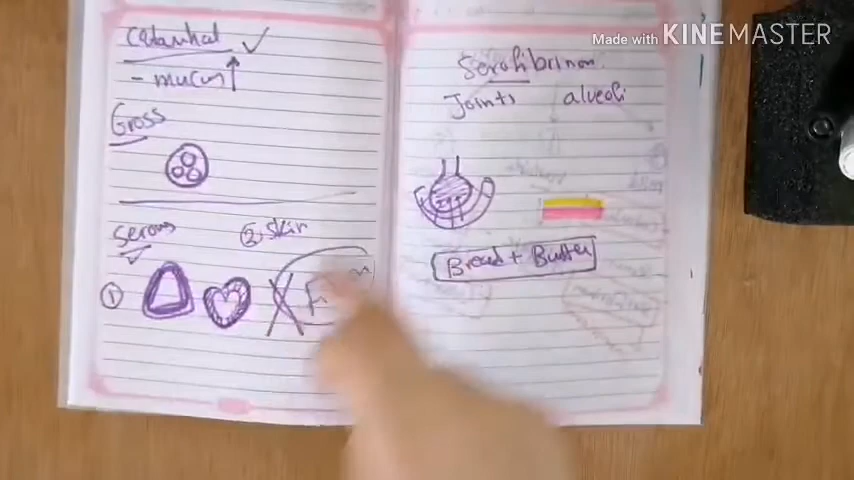 Made with KINEMASTER
Catarrhal ✓
- mucus ↑
Gross
Serous ✓
② Skin
①
Serofibrinous
Joints alveoli
Bread + Butter